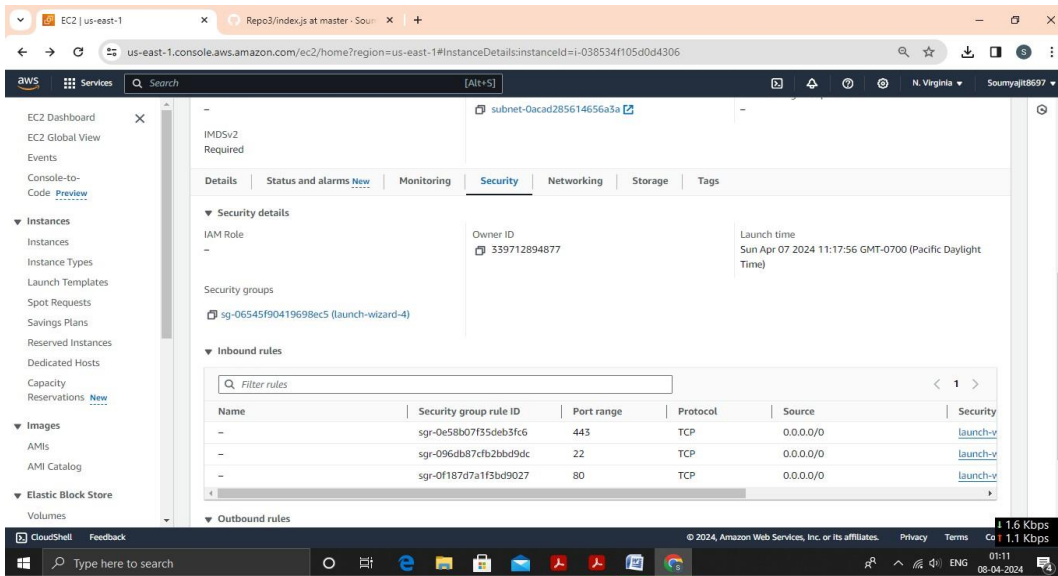 EC2 | us-east-1
Repo3/index.js at master · Soum
us-east-1.console.aws.amazon.com/ec2/home?region=us-east-1#InstanceDetails:instanceId=i-038534f105d0d4306
S
aws
Services
Search
[Alt+S]
N. Virginia
Soumyajit8697
EC2 Dashboard
EC2 Global View
Events
Console-to-
Code Preview
Instances
Instances
Instance Types
Launch Templates
Spot Requests
Savings Plans
Reserved Instances
Dedicated Hosts
Capacity
Reservations New
Images
AMIs
AMI Catalog
Elastic Block Store
Volumes
–
subnet-0acad285614656a3a
–
IMDSv2
Required
Details
Status and alarms New
Monitoring
Security
Networking
Storage
Tags
Security details
IAM Role
–
Owner ID
339712894877
Launch time
Sun Apr 07 2024 11:17:56 GMT-0700 (Pacific Daylight
Time)
Security groups
sg-06545f90419698ec5 (launch-wizard-4)
Inbound rules
Filter rules
1
Name Security group rule ID Port range Protocol Source Security
– sgr-0e58b07f35deb3fc6 443 TCP 0.0.0.0/0 launch-w
– sgr-096db87cfb2bbd9dc 22 TCP 0.0.0.0/0 launch-w
– sgr-0f187d7a1f3bd9027 80 TCP 0.0.0.0/0 launch-w
Outbound rules
CloudShell
Feedback
© 2024, Amazon Web Services, Inc. or its affiliates.
Privacy
Terms
Co
1.6 Kbps
1.1 Kbps
Type here to search
ENG
01:11
08-04-2024
4